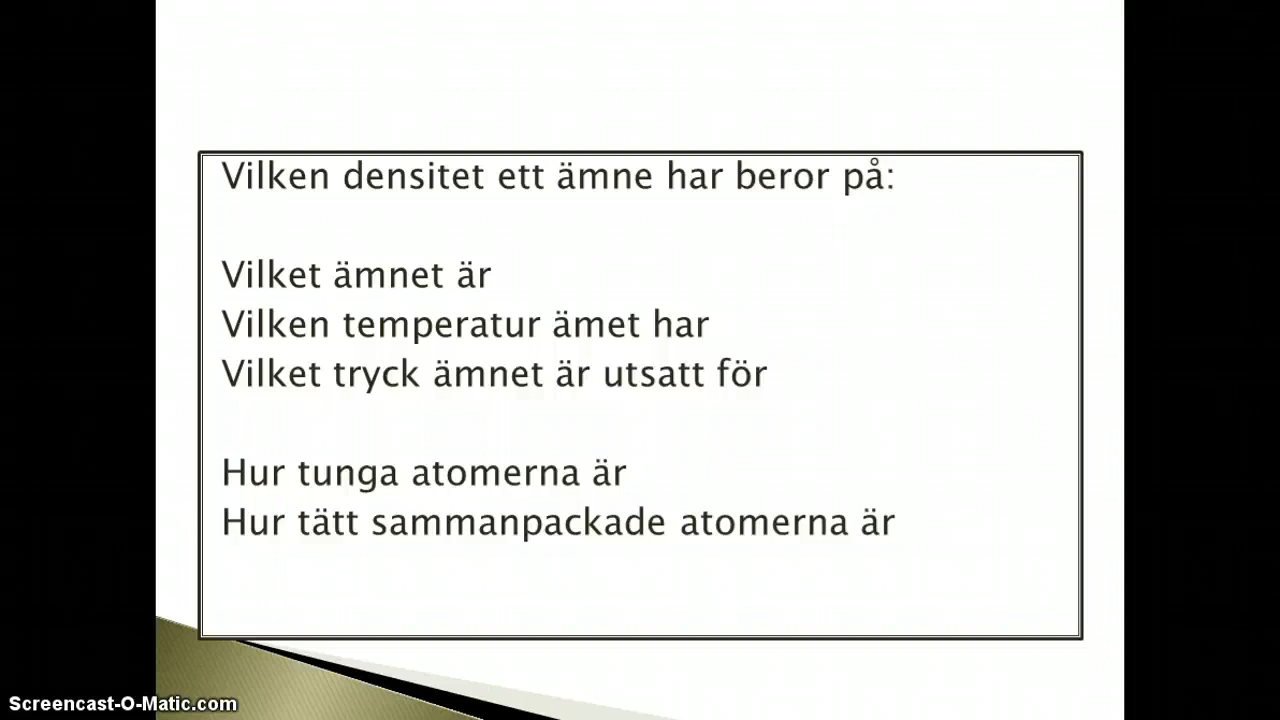 Vilken densitet ett ämne har beror på:
Vilket ämnet är
Vilken temperatur ämet har
Vilket tryck ämnet är utsatt för
Hur tunga atomerna är
Hur tätt sammanpackade atomerna är
Screencast-O-Matic.com